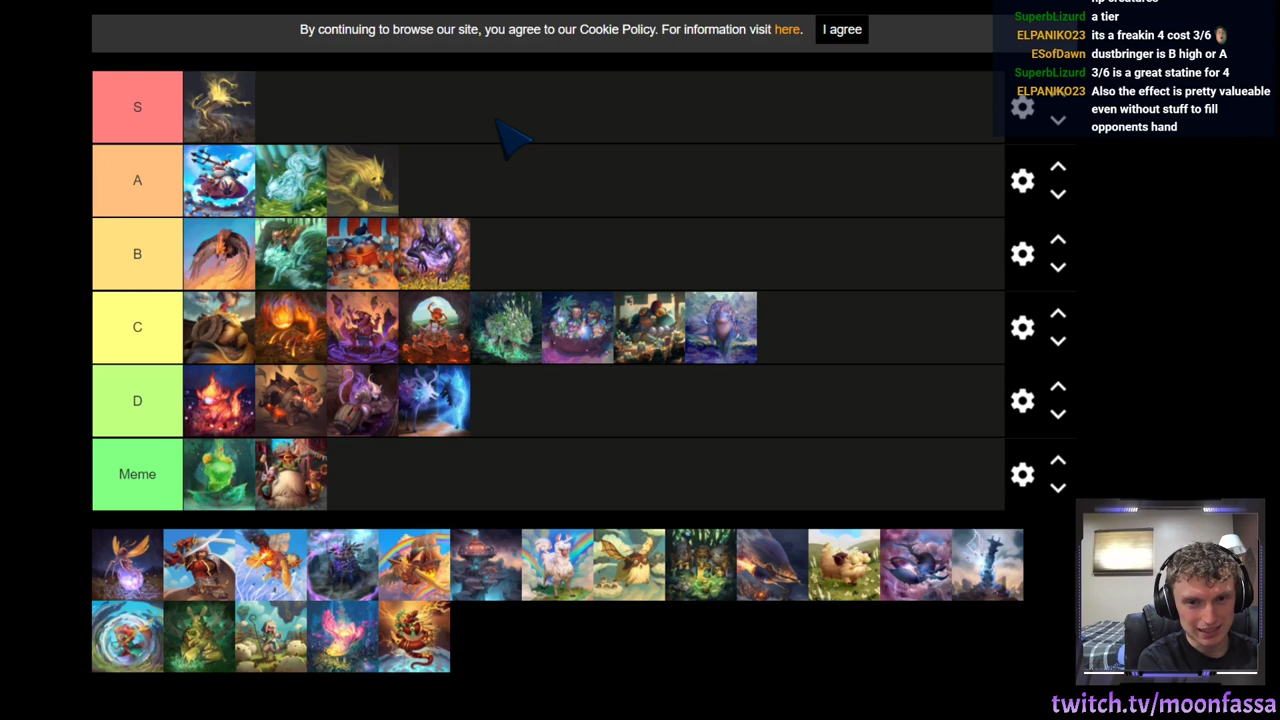 By continuing to browse our site, you agree to our Cookie Policy. For information visit here. I agree
SuperbLizurd a tier
ELPANIKO23 its a freakin 4 cost 3/6
ESofDawn dustbringer is B high or A
SuperbLizurd 3/6 is a great statine for 4
ELPANIKO23 Also the effect is pretty valueable
even without stuff to fill
opponents hand
S
A
B
C
D
Meme
twitch.tv/moonfassa